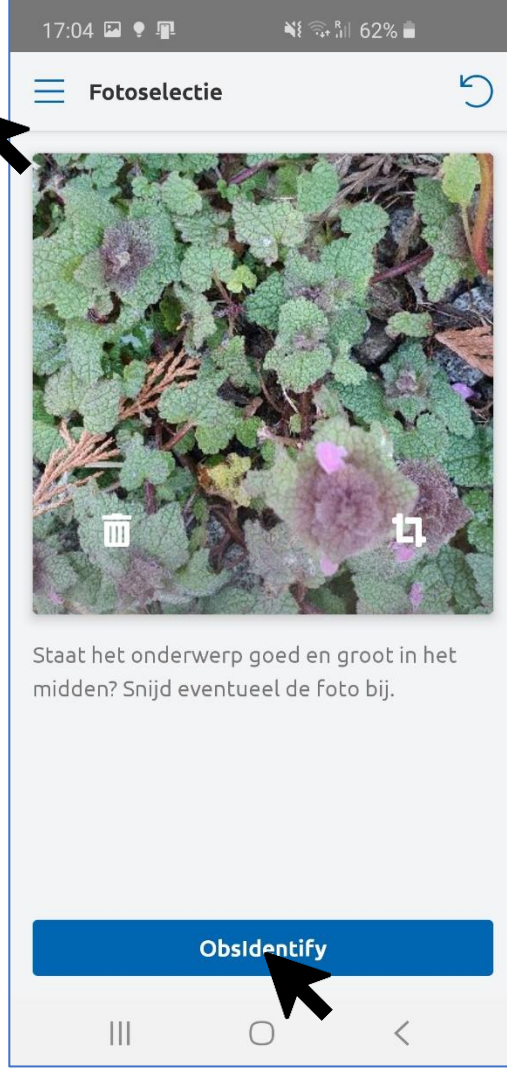 17:04 R 62%
Fotoselectie
Staat het onderwerp goed en groot in het
midden? Snijd eventueel de foto bij.
ObsIdentify